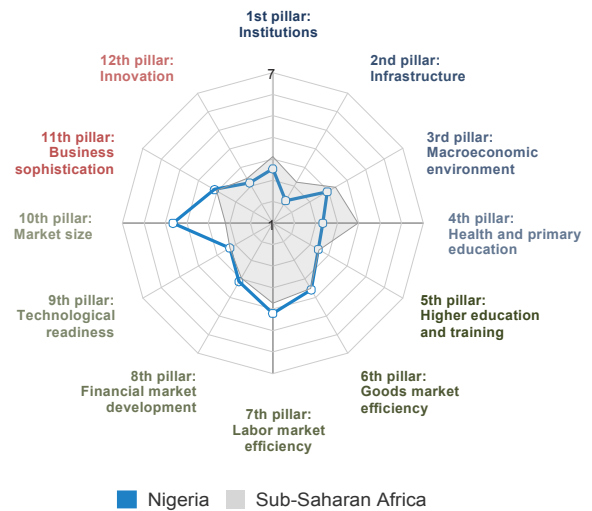 1st pillar:
Institutions
2nd pillar:
Infrastructure
3rd pillar:
Macroeconomic
environment
4th pillar:
Health and primary
education
5th pillar:
Higher education
and training
6th pillar:
Goods market
efficiency
7th pillar:
Labor market
efficiency
8th pillar:
Financial market
development
9th pillar:
Technological
readiness
10th pillar:
Market size
11th pillar:
Business
sophistication
12th pillar:
Innovation
7
1
Nigeria
Sub-Saharan Africa